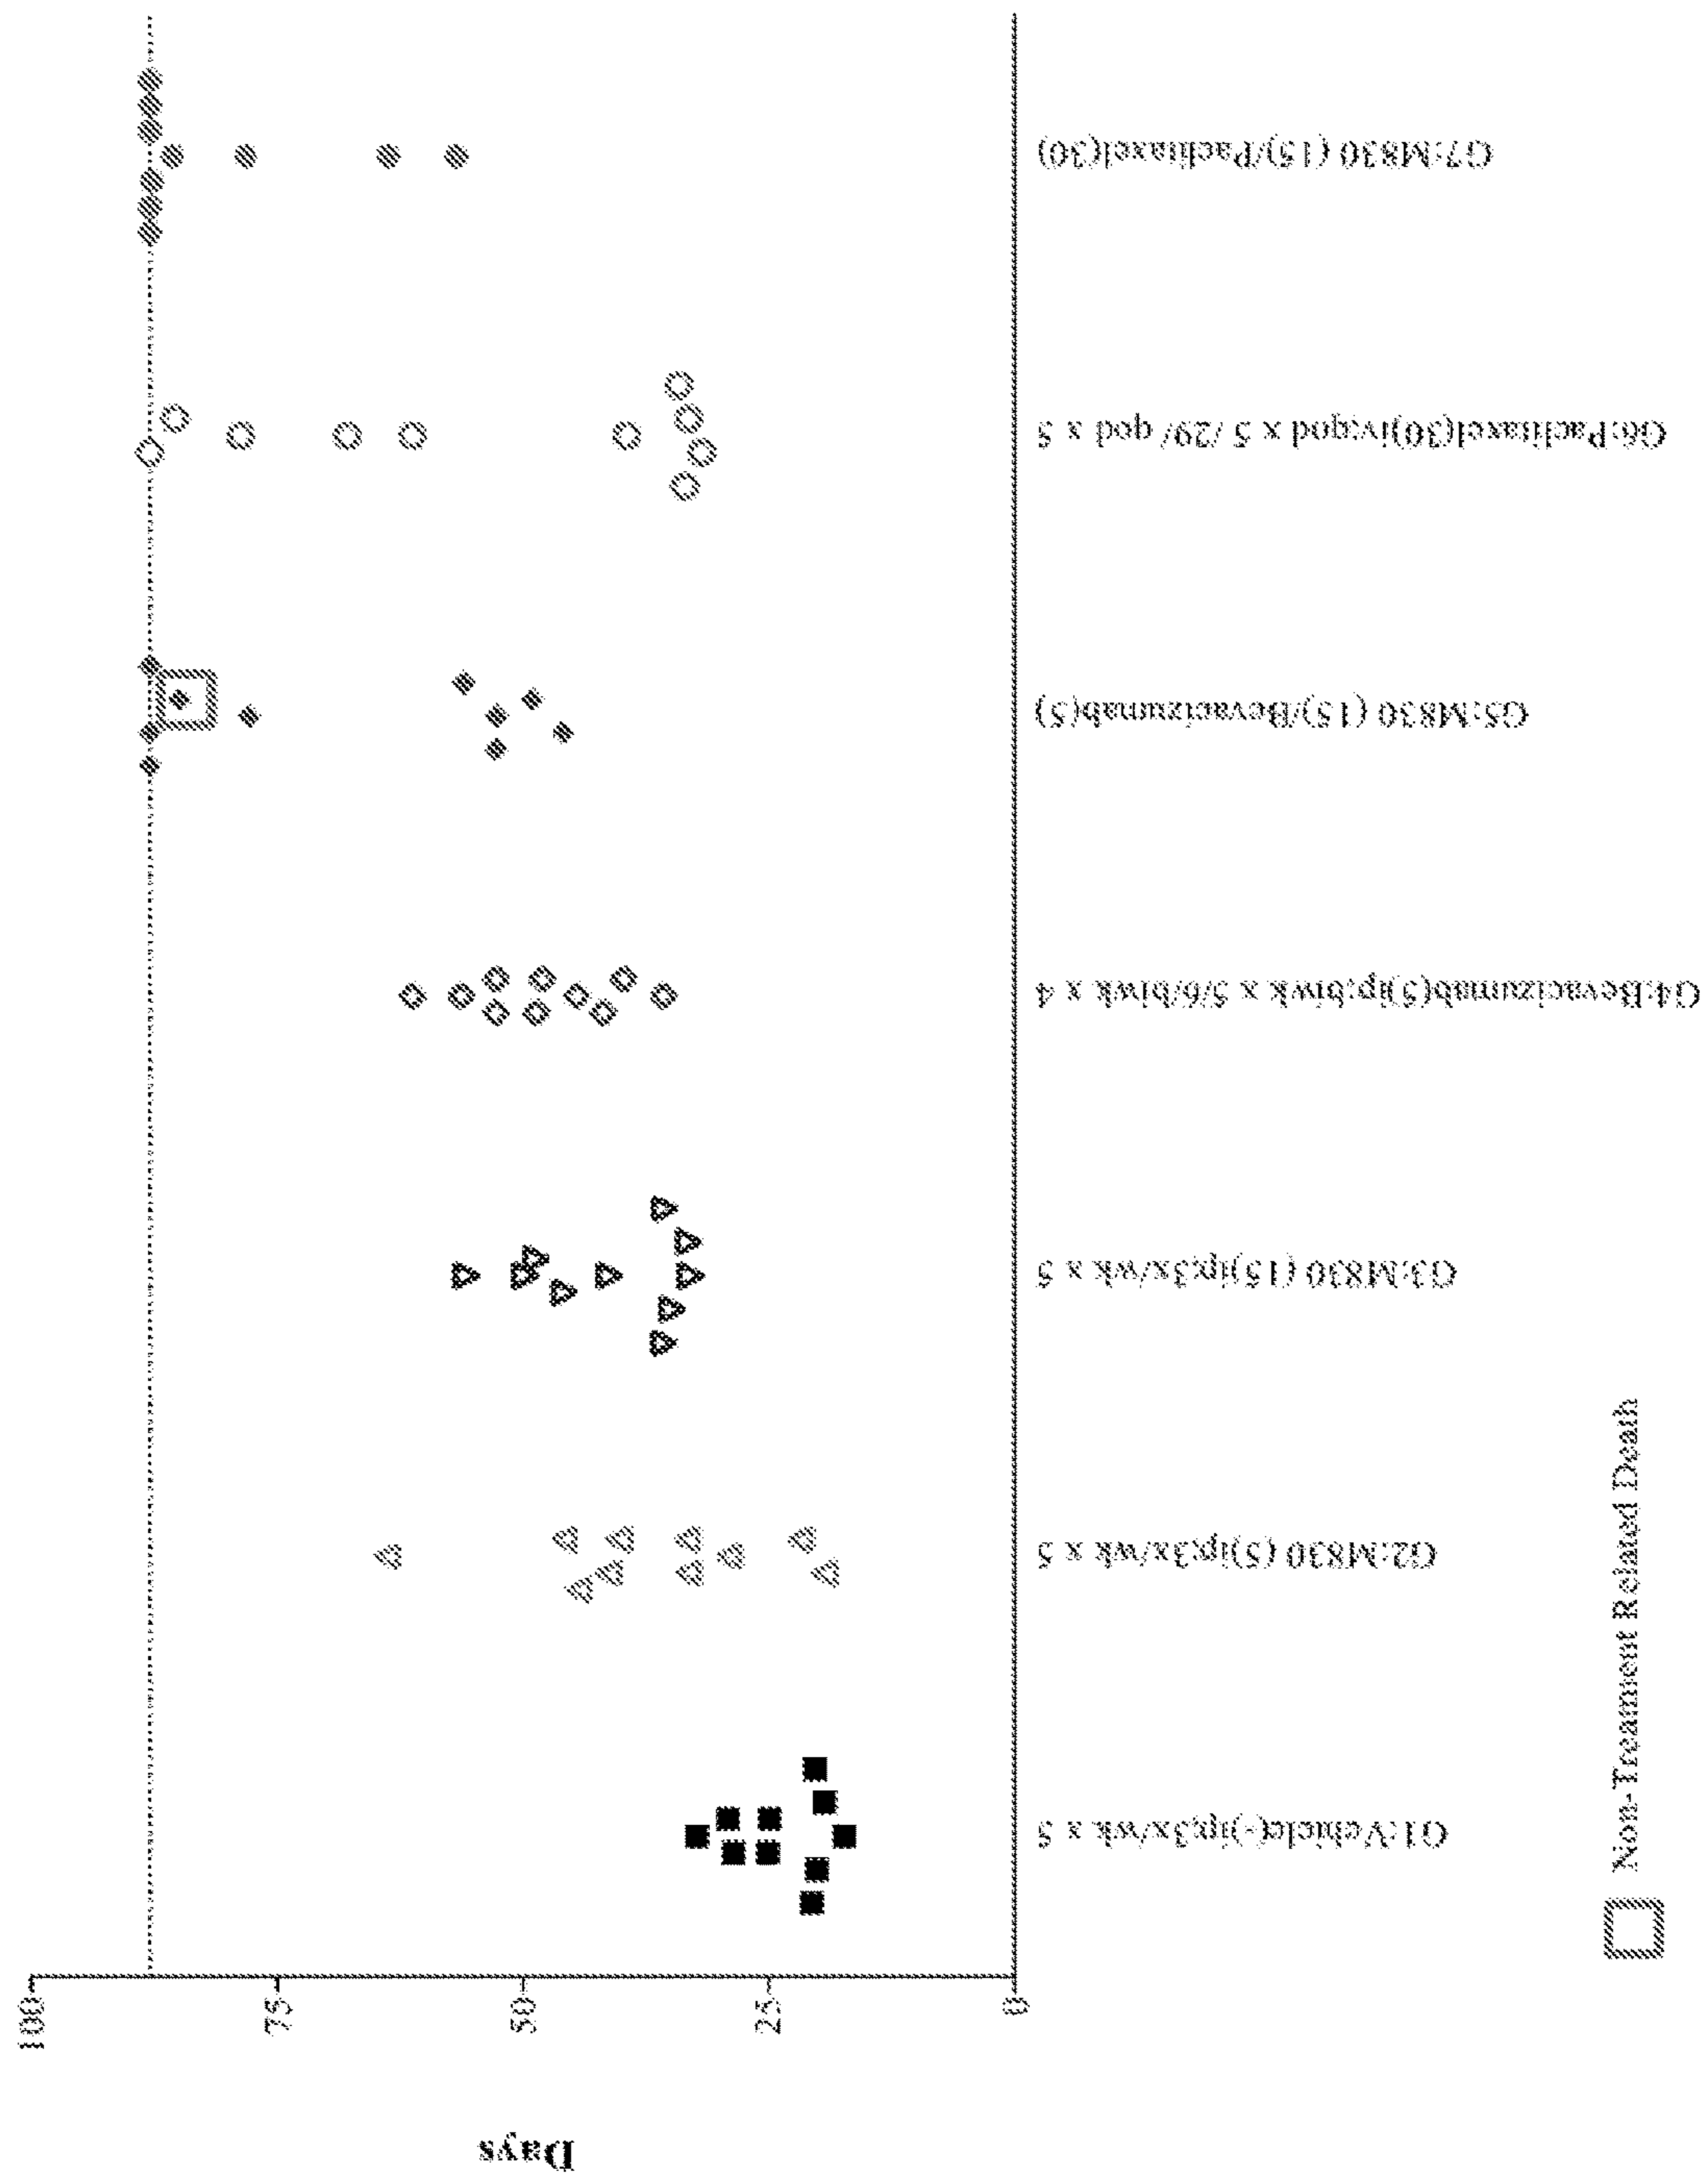 Days
100
75
50
25
0
G1:Vehicle(-)ip;3x/wk x 5
G2:M830 (5)ip;3x/wk x 5
G3:M830 (15)ip;3x/wk x 5
G4:Bevacizumab(5)ip;biwk x 5/6/biwk x 4
G5:M830 (15)/Bevacizumab(5)
G6:Paclitaxel(30)iv;qod x 5 /29/ qod x 5
G7:M830 (15)/Paclitaxel(30)
Non-Treament Related Death